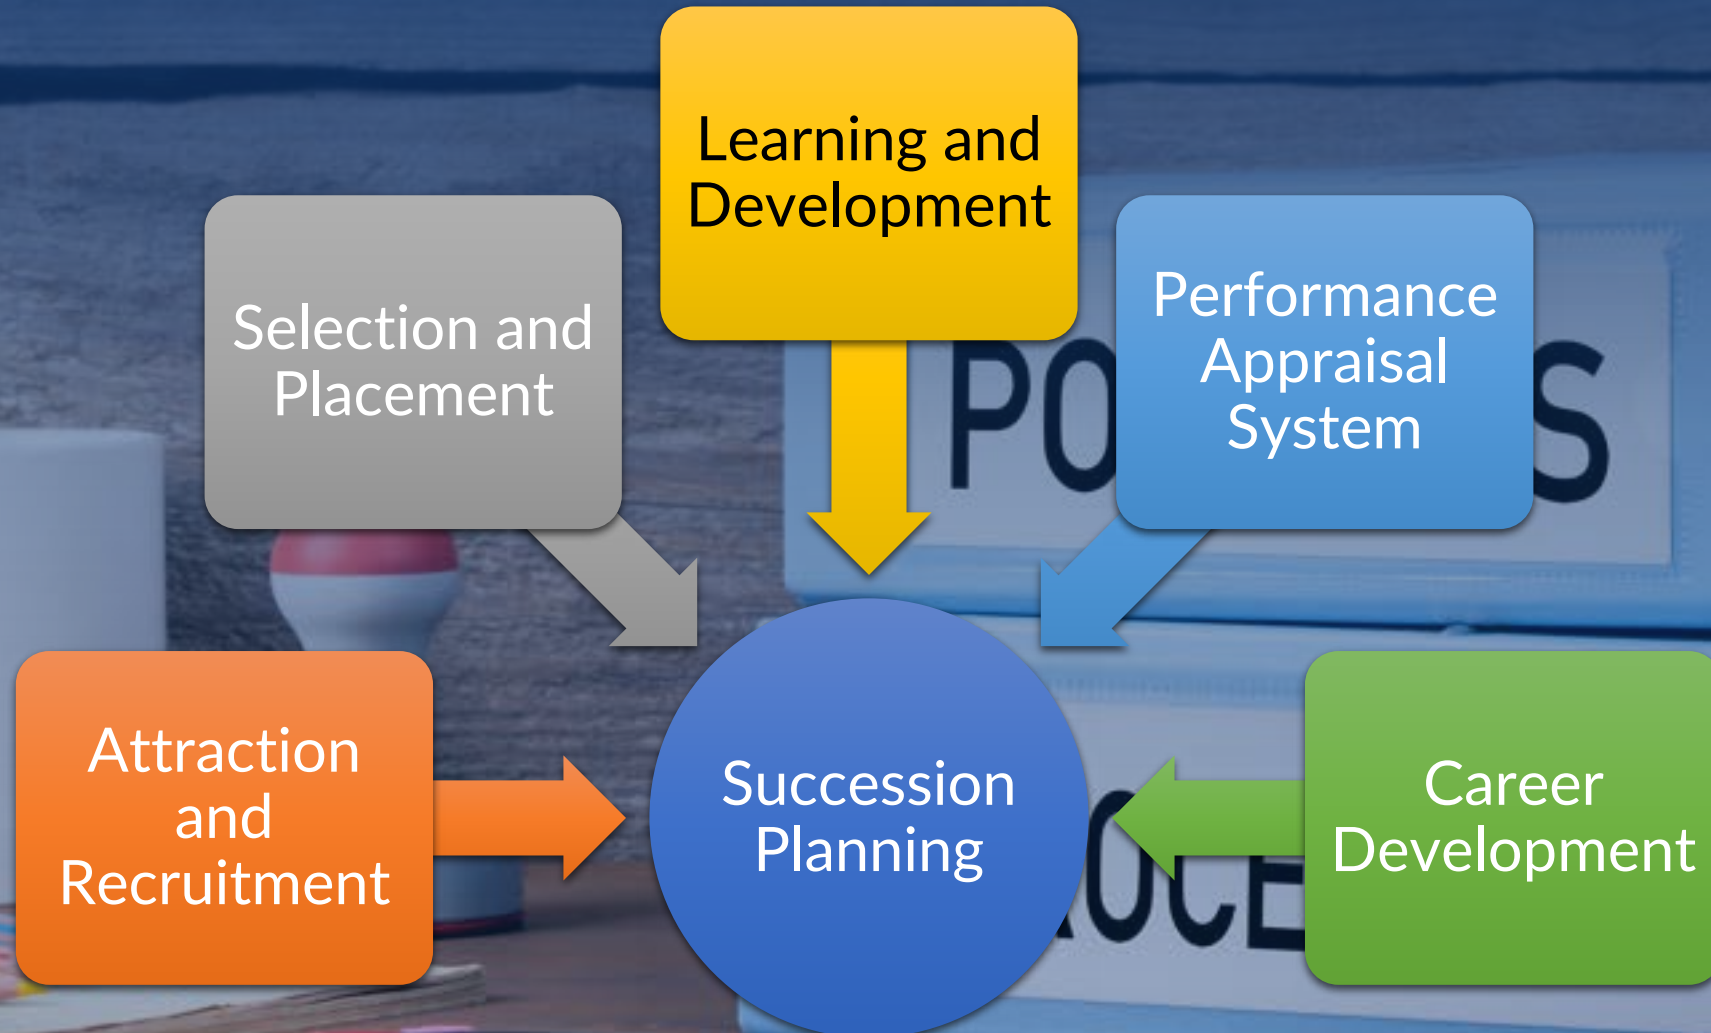 Learning and
Development
Selection and
Placement
Performance
Appraisal
System
Attraction
and
Recruitment
Succession
Planning
Career
Development